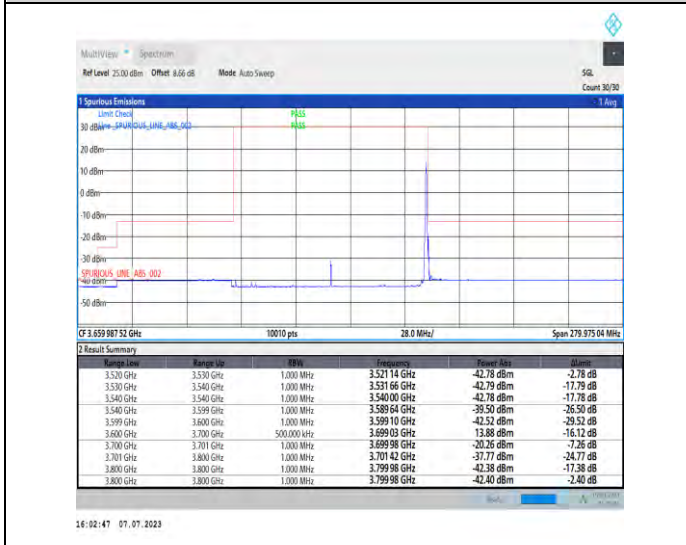 MultiView Spectrum
Ref Level 25.00 dBm Offset 8.66 dB Mode Auto Sweep SGL
Count 30/30
1 Spurious Emissions 1 Avg
Limit Check PASS
30 dBm Line _SPURIOUS_LINE_ABS_002 PASS
20 dBm
10 dBm
0 dBm
-10 dBm
-20 dBm
-30 dBm
SPURIOUS_LINE_ABS_002
-40 dBm
-50 dBm
CF 3.659 987 52 GHz 10010 pts 28.0 MHz/ Span 279.975 04 MHz
2 Result Summary
Range Low Range Up RBW Frequency Power Abs ΔLimit
3.520 GHz 3.530 GHz 1.000 MHz 3.521 14 GHz -42.78 dBm -2.78 dB
3.530 GHz 3.540 GHz 1.000 MHz 3.531 66 GHz -42.79 dBm -17.79 dB
3.540 GHz 3.540 GHz 1.000 MHz 3.540 00 GHz -42.78 dBm -17.78 dB
3.540 GHz 3.599 GHz 1.000 MHz 3.589 64 GHz -39.50 dBm -26.50 dB
3.599 GHz 3.600 GHz 1.000 MHz 3.599 10 GHz -42.52 dBm -29.52 dB
3.600 GHz 3.700 GHz 500.000 kHz 3.699 03 GHz 13.88 dBm -16.12 dB
3.700 GHz 3.701 GHz 1.000 MHz 3.699 98 GHz -20.26 dBm -7.26 dB
3.701 GHz 3.800 GHz 1.000 MHz 3.701 42 GHz -37.77 dBm -24.77 dB
3.800 GHz 3.800 GHz 1.000 MHz 3.799 98 GHz -42.38 dBm -17.38 dB
3.800 GHz 3.800 GHz 1.000 MHz 3.799 98 GHz -42.40 dBm -2.40 dB
16:02:47 07.07.2023